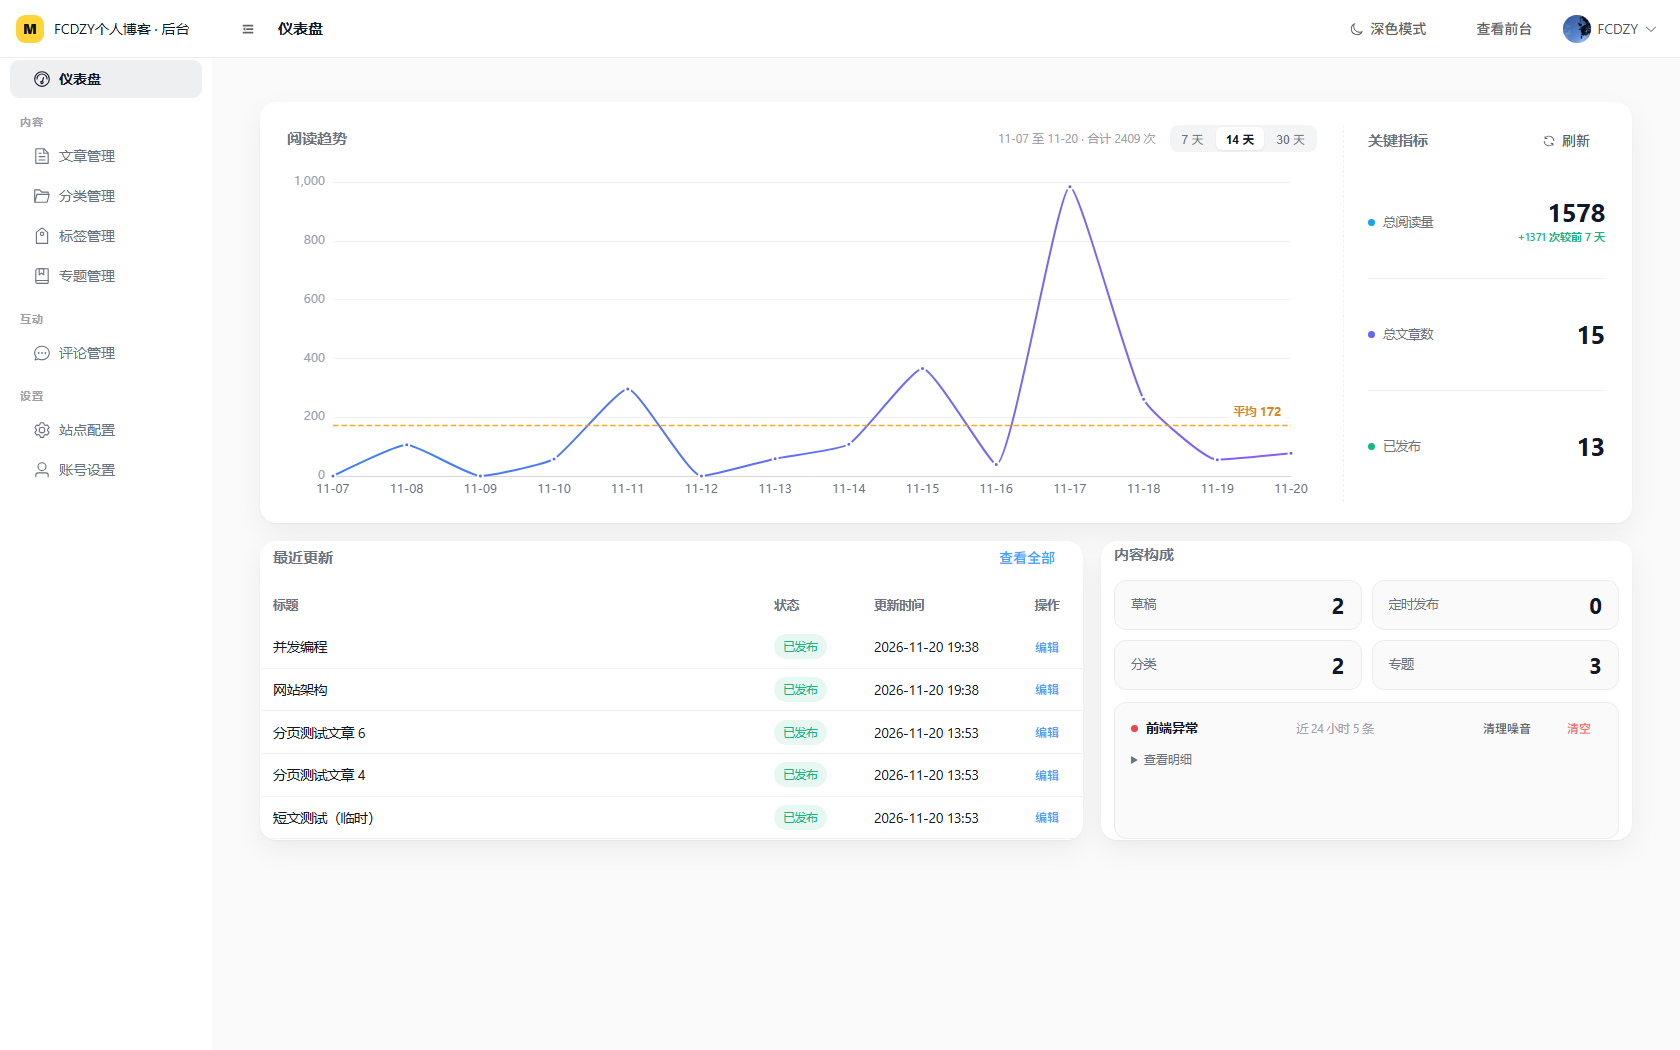 M FCDZY个人博客 · 后台
仪表盘
深色模式
查看前台
FCDZY
仪表盘
内容
文章管理
分类管理
标签管理
专题管理
互动
评论管理
设置
站点配置
账号设置
阅读趋势
11-07 至 11-20 · 合计 2409 次
7 天 14 天 30 天
1,000
800
600
400
200
0
平均 172
11-07 11-08 11-09 11-10 11-11 11-12 11-13 11-14 11-15 11-16 11-17 11-18 11-19 11-20
关键指标
刷新
总阅读量 1578
+1371 次较前 7 天
总文章数 15
已发布 13
最近更新
查看全部
标题 状态 更新时间 操作
并发编程 已发布 2026-11-20 19:38 编辑
网站架构 已发布 2026-11-20 19:38 编辑
分页测试文章 6 已发布 2026-11-20 13:53 编辑
分页测试文章 4 已发布 2026-11-20 13:53 编辑
短文测试（临时） 已发布 2026-11-20 13:53 编辑
内容构成
草稿 2
定时发布 0
分类 2
专题 3
前端异常 近 24 小时 5 条 清理噪音 清空
查看明细